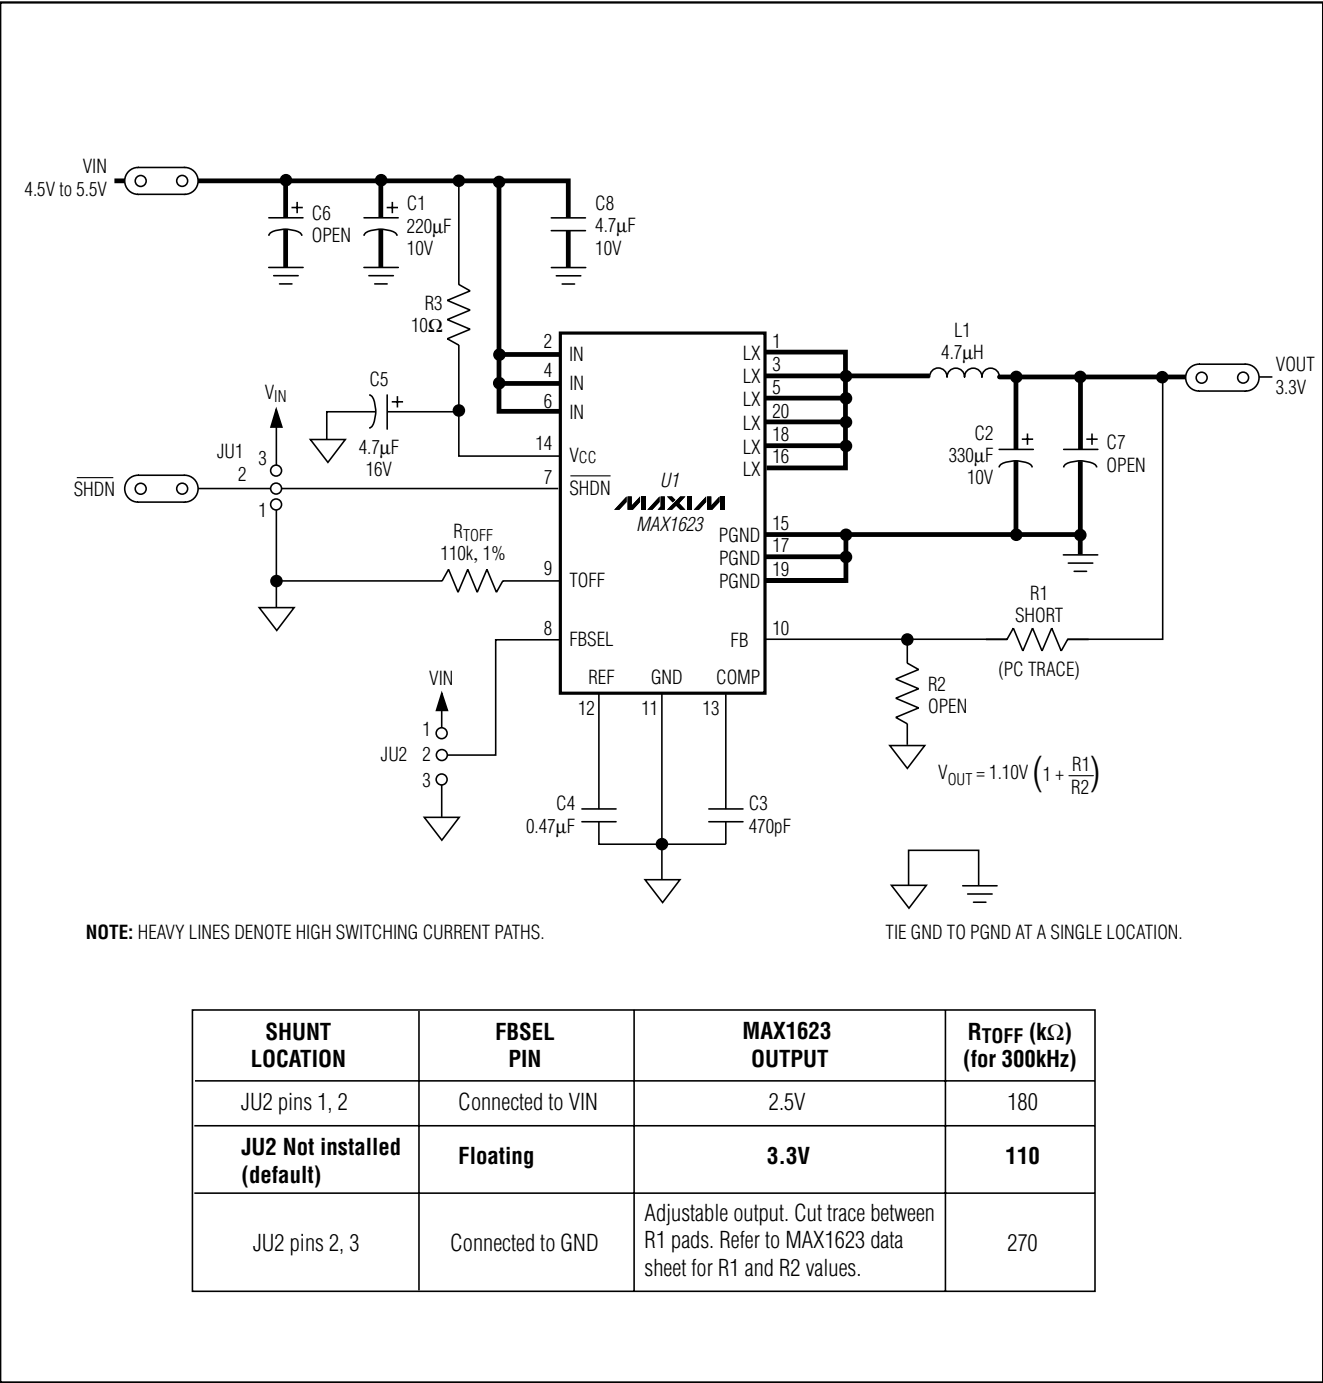 VIN
4.5V to 5.5V
C6
OPEN
+
C1
220μF
10V
+
C8
4.7μF
10V
R3
10Ω
C5
+
4.7μF
16V
VIN
JU1
3
2
1
SHDN
RTOFF
110k, 1%
2
IN
4
IN
6
IN
14
VCC
7
SHDN
9
TOFF
8
FBSEL
U1
MAXIM
MAX1623
LX
1
LX
3
LX
5
LX
20
LX
18
LX
16
PGND
15
PGND
17
PGND
19
FB
10
REF
GND
COMP
12
11
13
L1
4.7μH
VOUT
3.3V
C2
330μF
10V
+
C7
OPEN
+
R1
SHORT
(PC TRACE)
R2
OPEN
VOUT = 1.10V (1 + R1/R2)
VIN
JU2
1
2
3
C4
0.47μF
C3
470pF
NOTE: HEAVY LINES DENOTE HIGH SWITCHING CURRENT PATHS.
TIE GND TO PGND AT A SINGLE LOCATION.
SHUNT
LOCATION
FBSEL
PIN
MAX1623
OUTPUT
RTOFF (kΩ)
(for 300kHz)
JU2 pins 1, 2
Connected to VIN
2.5V
180
JU2 Not installed
(default)
Floating
3.3V
110
JU2 pins 2, 3
Connected to GND
Adjustable output. Cut trace between
R1 pads. Refer to MAX1623 data
sheet for R1 and R2 values.
270